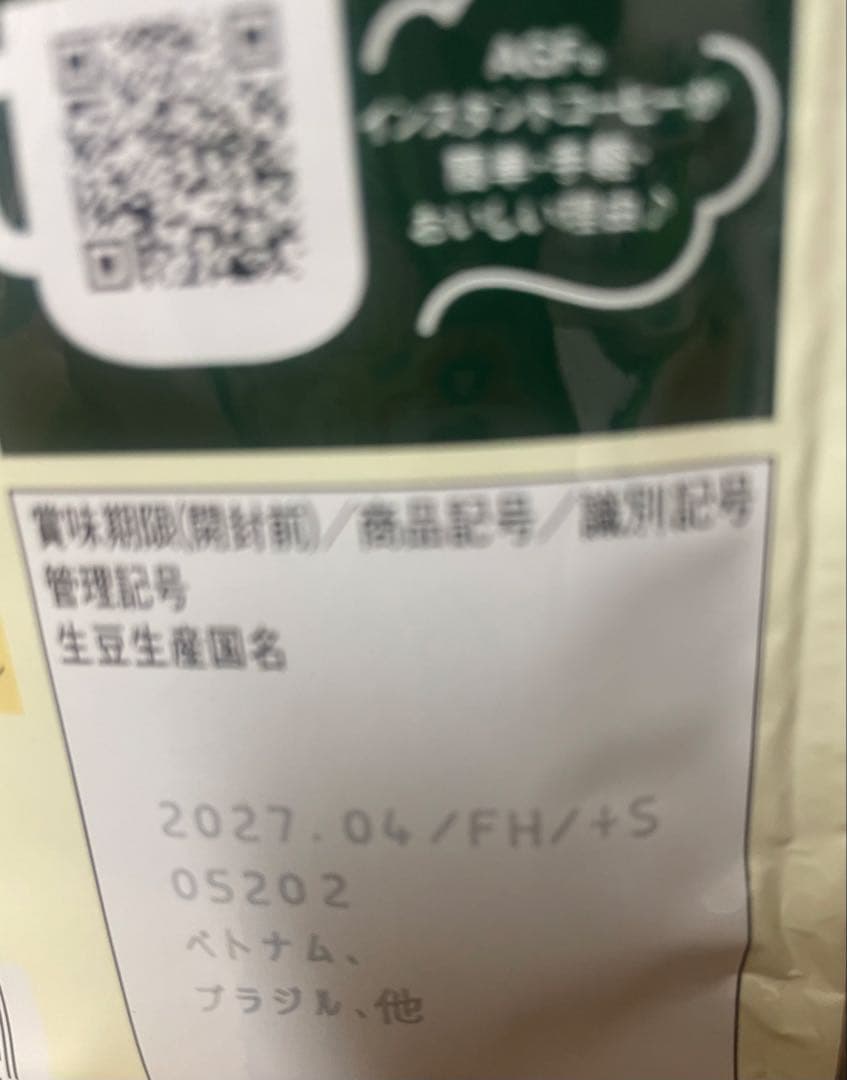 AGFの
インスタントコーヒーが
簡単・手軽・
おいしい理由♪
賞味期限(開封前)／商品記号／識別記号
管理記号
生豆生産国名
2027.04/FH/+S
05202
ベトナム、
ブラジル、他